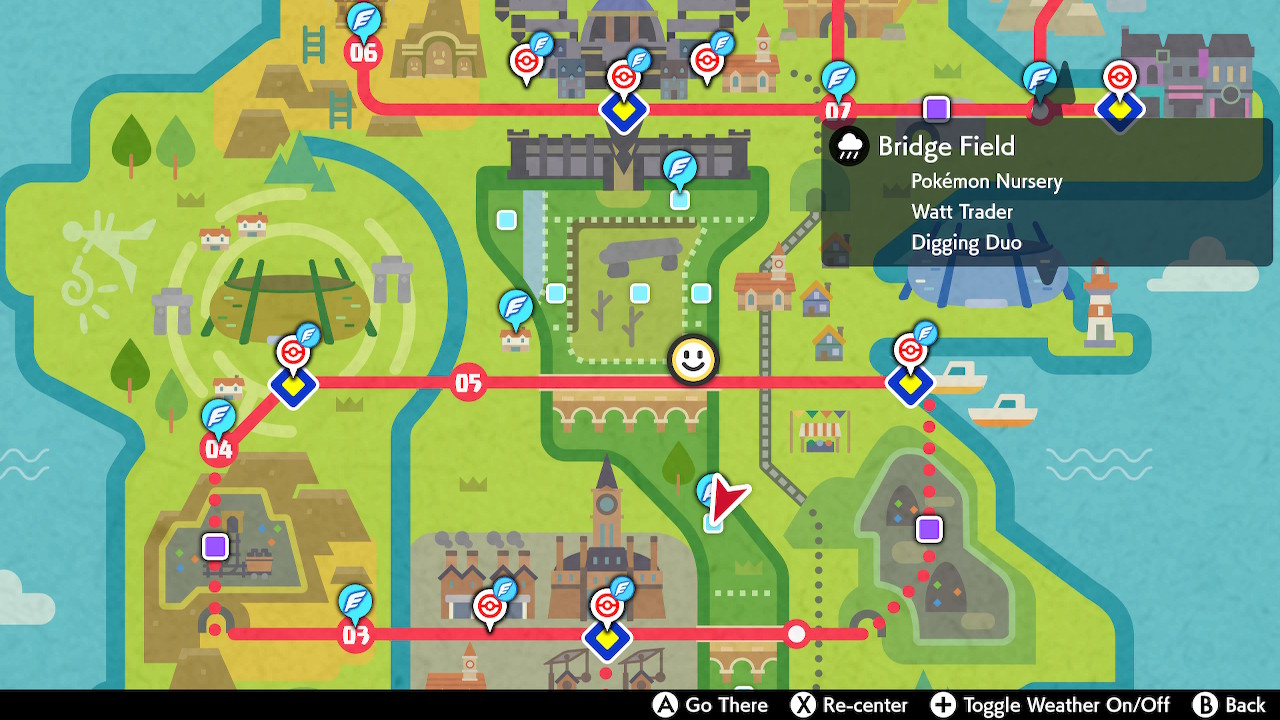 06
07
Bridge Field
Pokémon Nursery
Watt Trader
Digging Duo
05
04
03
A Go There X Re-center + Toggle Weather On/Off B Back